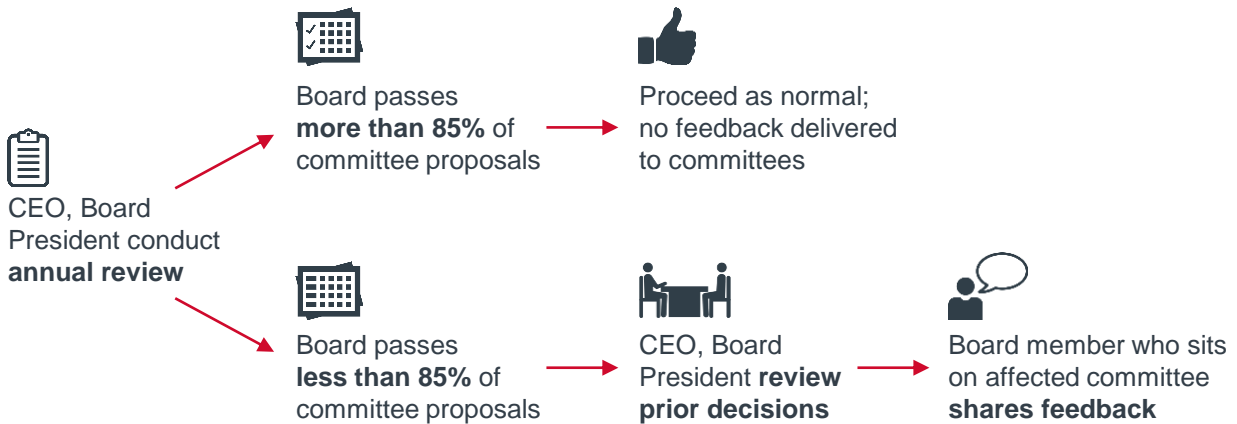 CEO, Board
President conduct
annual review
Board passes
more than 85% of
committee proposals
Proceed as normal;
no feedback delivered
to committees
Board passes
less than 85% of
committee proposals
CEO, Board
President review
prior decisions
Board member who sits
on affected committee
shares feedback